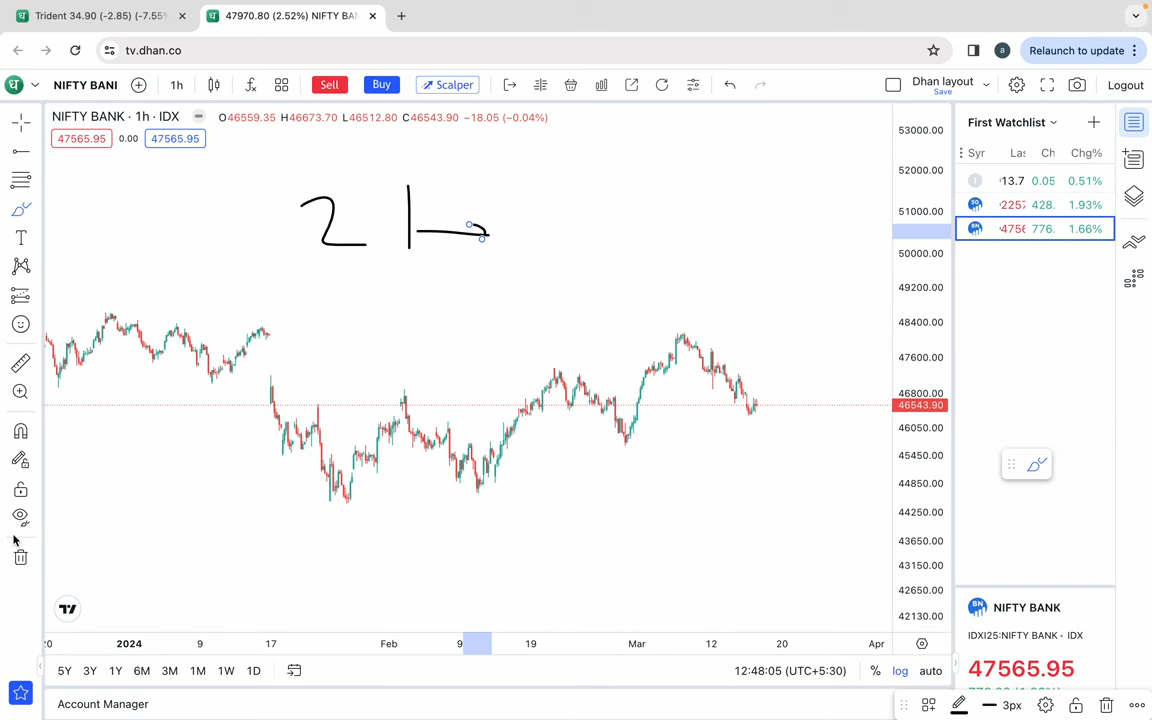 Trident 34.90 (-2.85) (-7.55%
47970.80 (2.52%) NIFTY BAN
tv.dhan.co
a
Relaunch to update
NIFTY BANI
1h
Sell
Buy
Scalper
Dhan layout
Save
Logout
NIFTY BANK · 1h · IDX
O46559.35 H46673.70 L46512.80 C46543.90 −18.05 (−0.04%)
47565.95
0.00
47565.95
2
First Watchlist
Syr
Las
Ch
Chg%
13.7 0.05 0.51%
2257 428. 1.93%
4756 776. 1.66%
53000.00
52000.00
51000.00
50000.00
49200.00
48400.00
47600.00
46800.00
46543.90
46050.00
45450.00
44850.00
44250.00
43650.00
43150.00
42650.00
42130.00
20
2024
9
17
Feb
9
19
Mar
12
20
Apr
5Y
3Y
1Y
6M
3M
1M
1W
1D
12:48:05 (UTC+5:30)
%
log
auto
BN
NIFTY BANK
IDXI25:NIFTY BANK • IDX
47565.95
Account Manager
3px